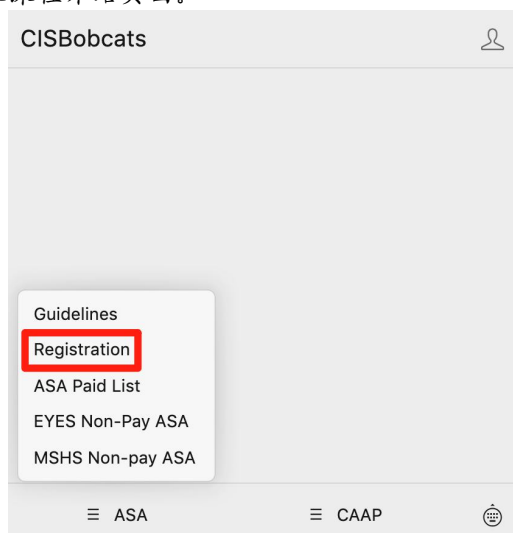 CISBobcats
Guidelines
Registration
ASA Paid List
EYES Non-Pay ASA
MSHS Non-pay ASA
ASA
CAAP